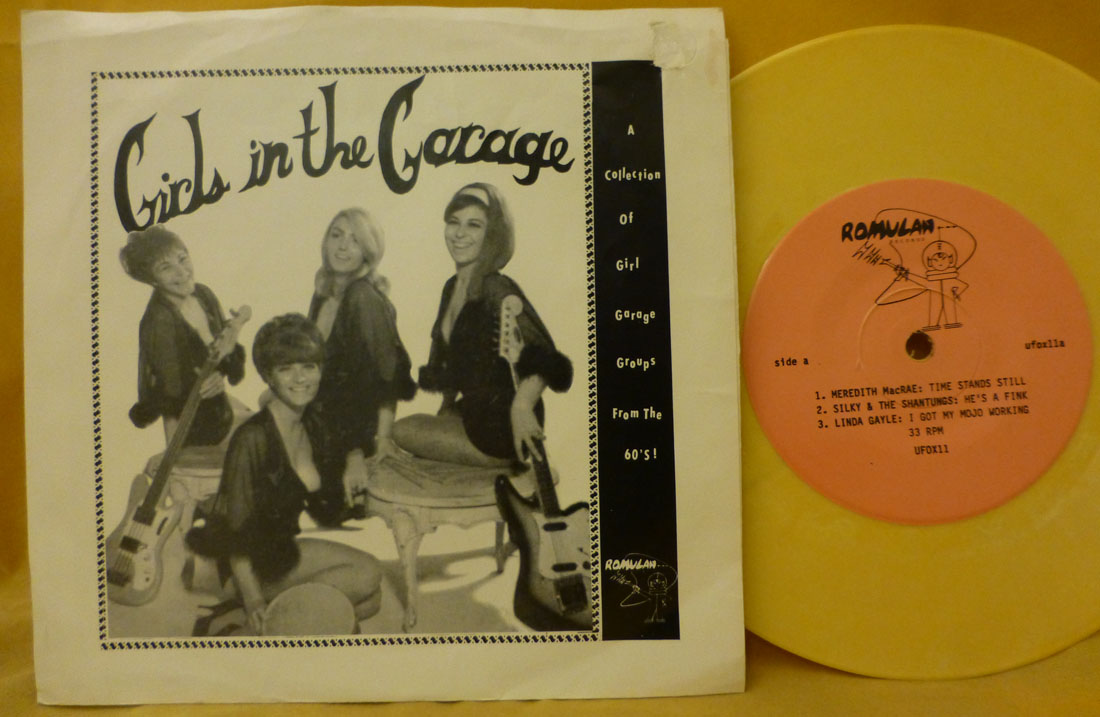 Girls in the Garage
A
Collection
Of
Girl
Garage
Groups
From The
60's!
ROMULAN
ROMULAN
RECORDS
side a
ufox11a
1. MEREDITH MacRAE: TIME STANDS STILL
2. SILKY & THE SHANTUNGS: HE'S A FINK
3. LINDA GAYLE: I GOT MY MOJO WORKING
33 RPM
UFOX11